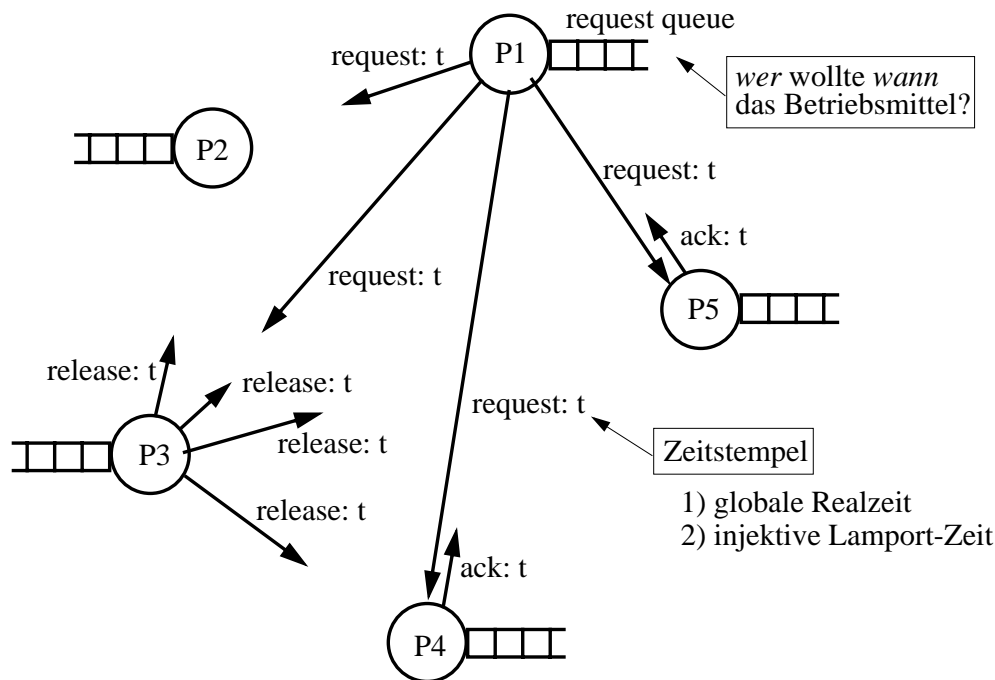 request queue
request: t
P1
wer wollte wann
das Betriebsmittel?
P2
request: t
ack: t
request: t
P5
release: t
release: t
request: t
release: t
P3
Zeitstempel
release: t
1) globale Realzeit
2) injektive Lamport-Zeit
ack: t
P4